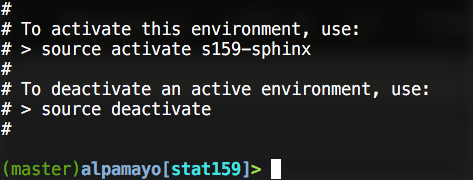 #
# To activate this environment, use:
# > source activate s159-sphinx
#
# To deactivate an active environment, use:
# > source deactivate
#
(master)alpamayo[stat159]>